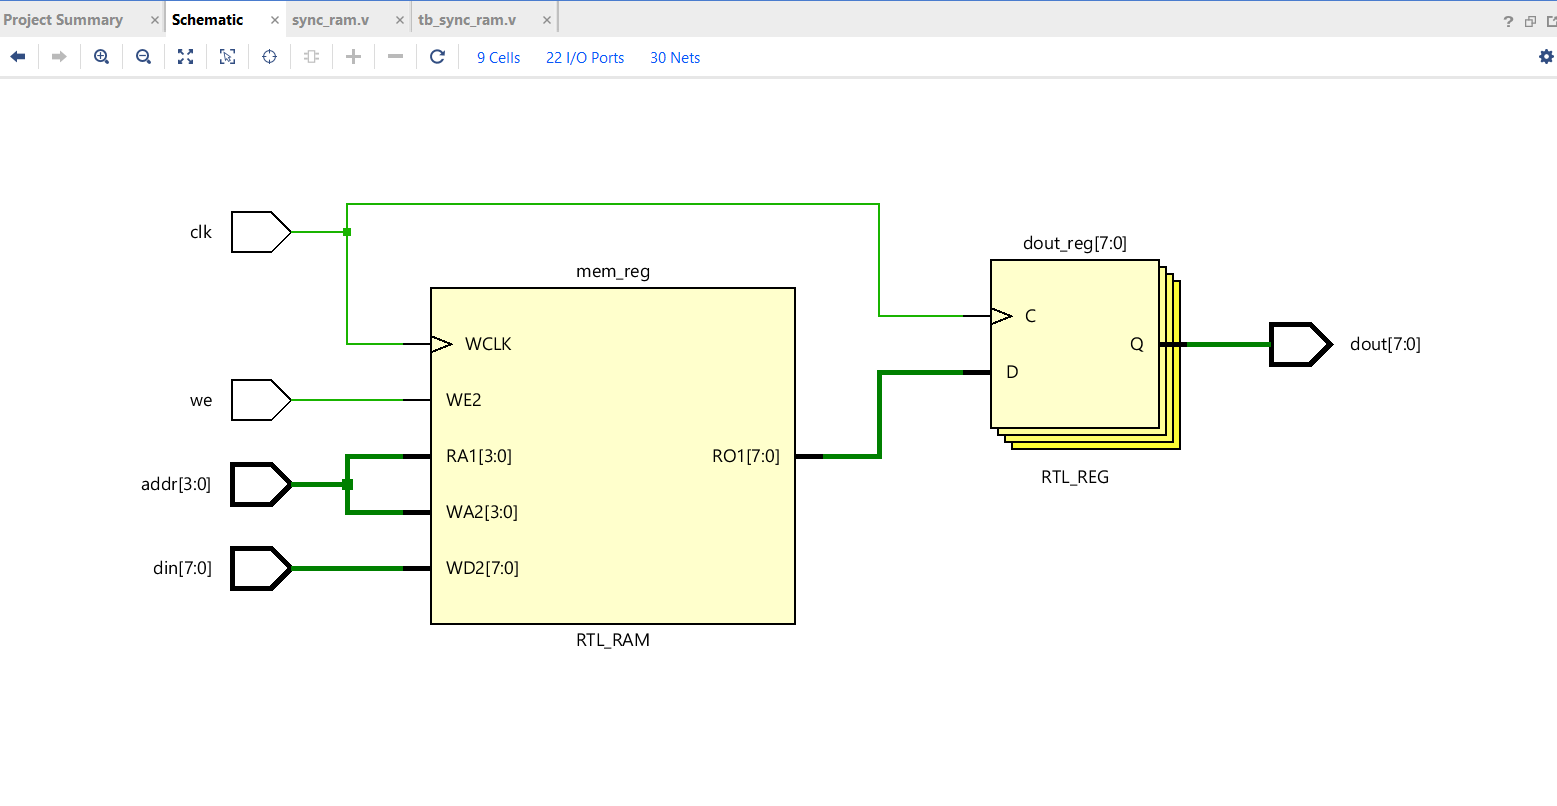 Project Summary × Schematic × sync_ram.v × tb_sync_ram.v × ?
9 Cells 22 I/O Ports 30 Nets
clk
we
addr[3:0]
din[7:0]
mem_reg
WCLK
WE2
RA1[3:0]
WA2[3:0]
WD2[7:0]
RO1[7:0]
RTL_RAM
dout_reg[7:0]
C
D
Q
RTL_REG
dout[7:0]